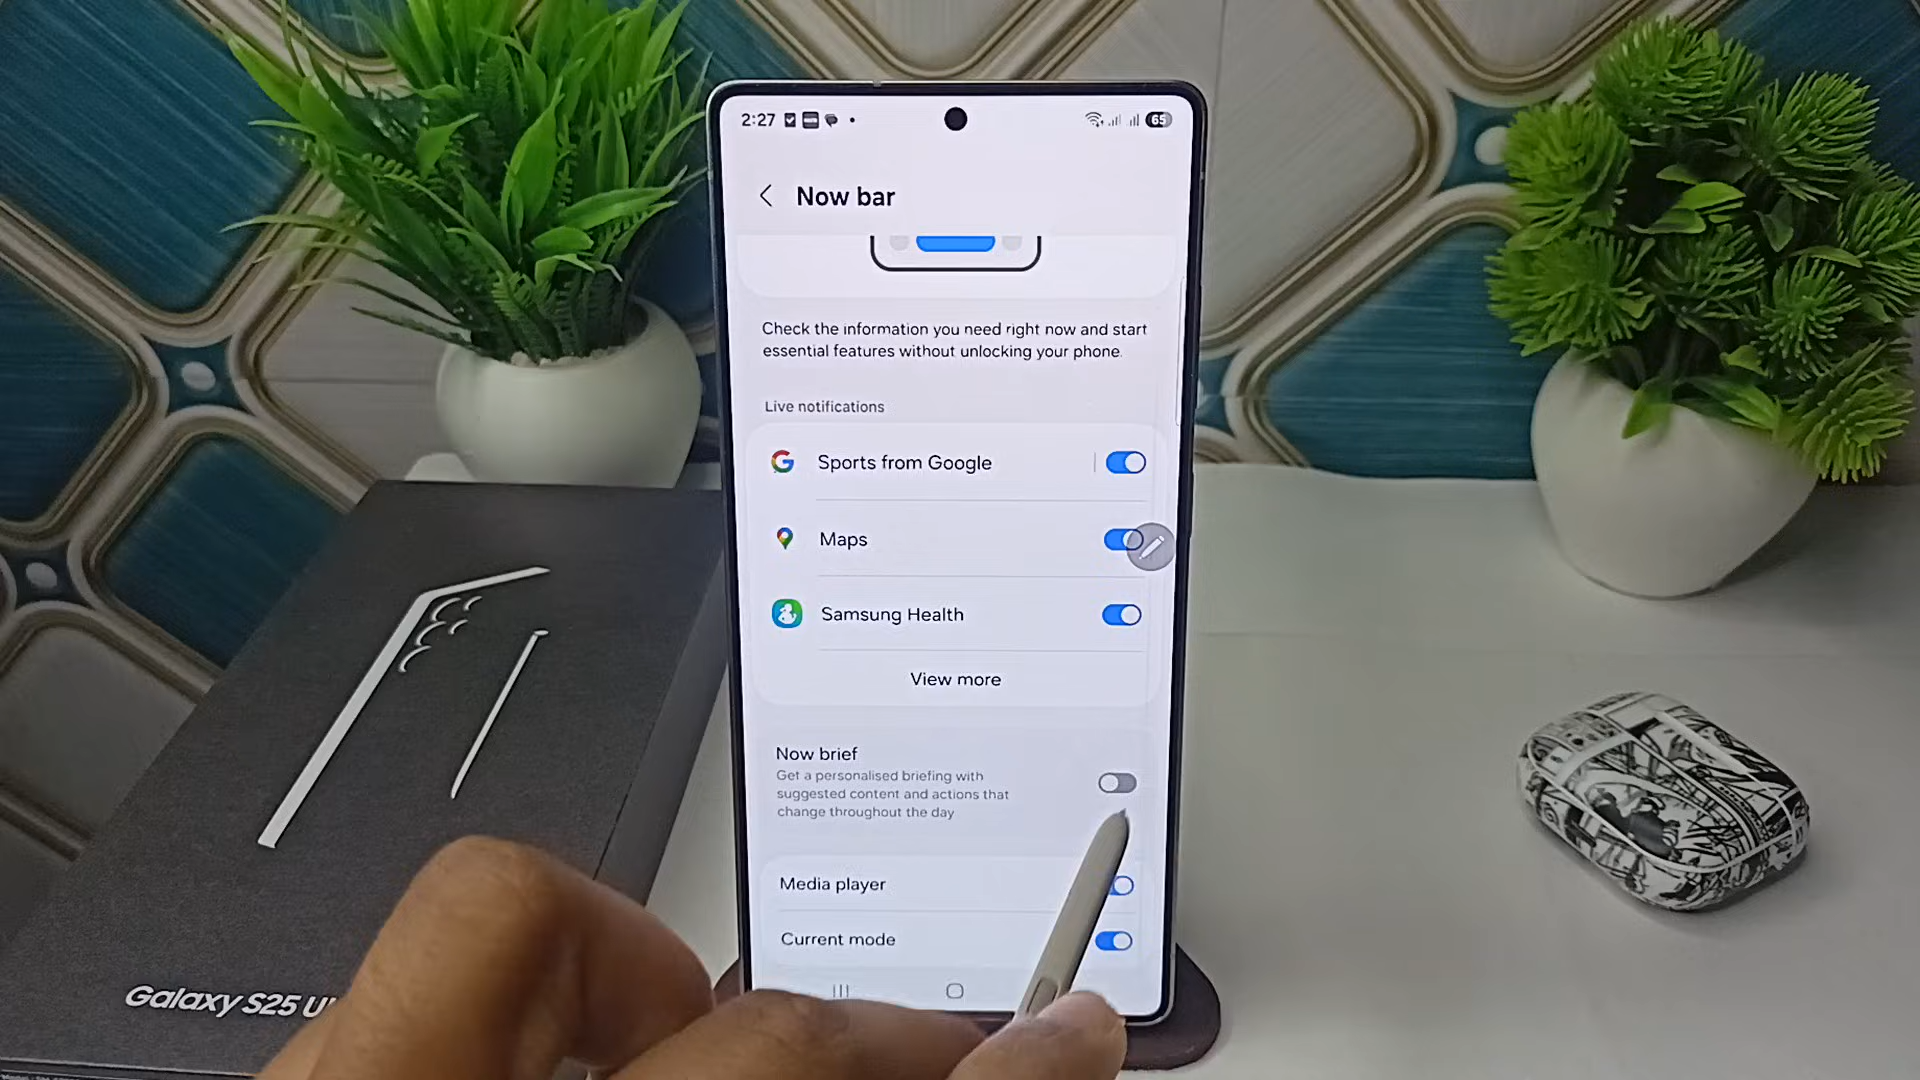 2:27
65
Now bar
Check the information you need right now and start
essential features without unlocking your phone.
Live notifications
Sports from Google
Maps
Samsung Health
View more
Now brief
Get a personalised briefing with
suggested content and actions that
change throughout the day
Media player
Current mode
Galaxy S25 U